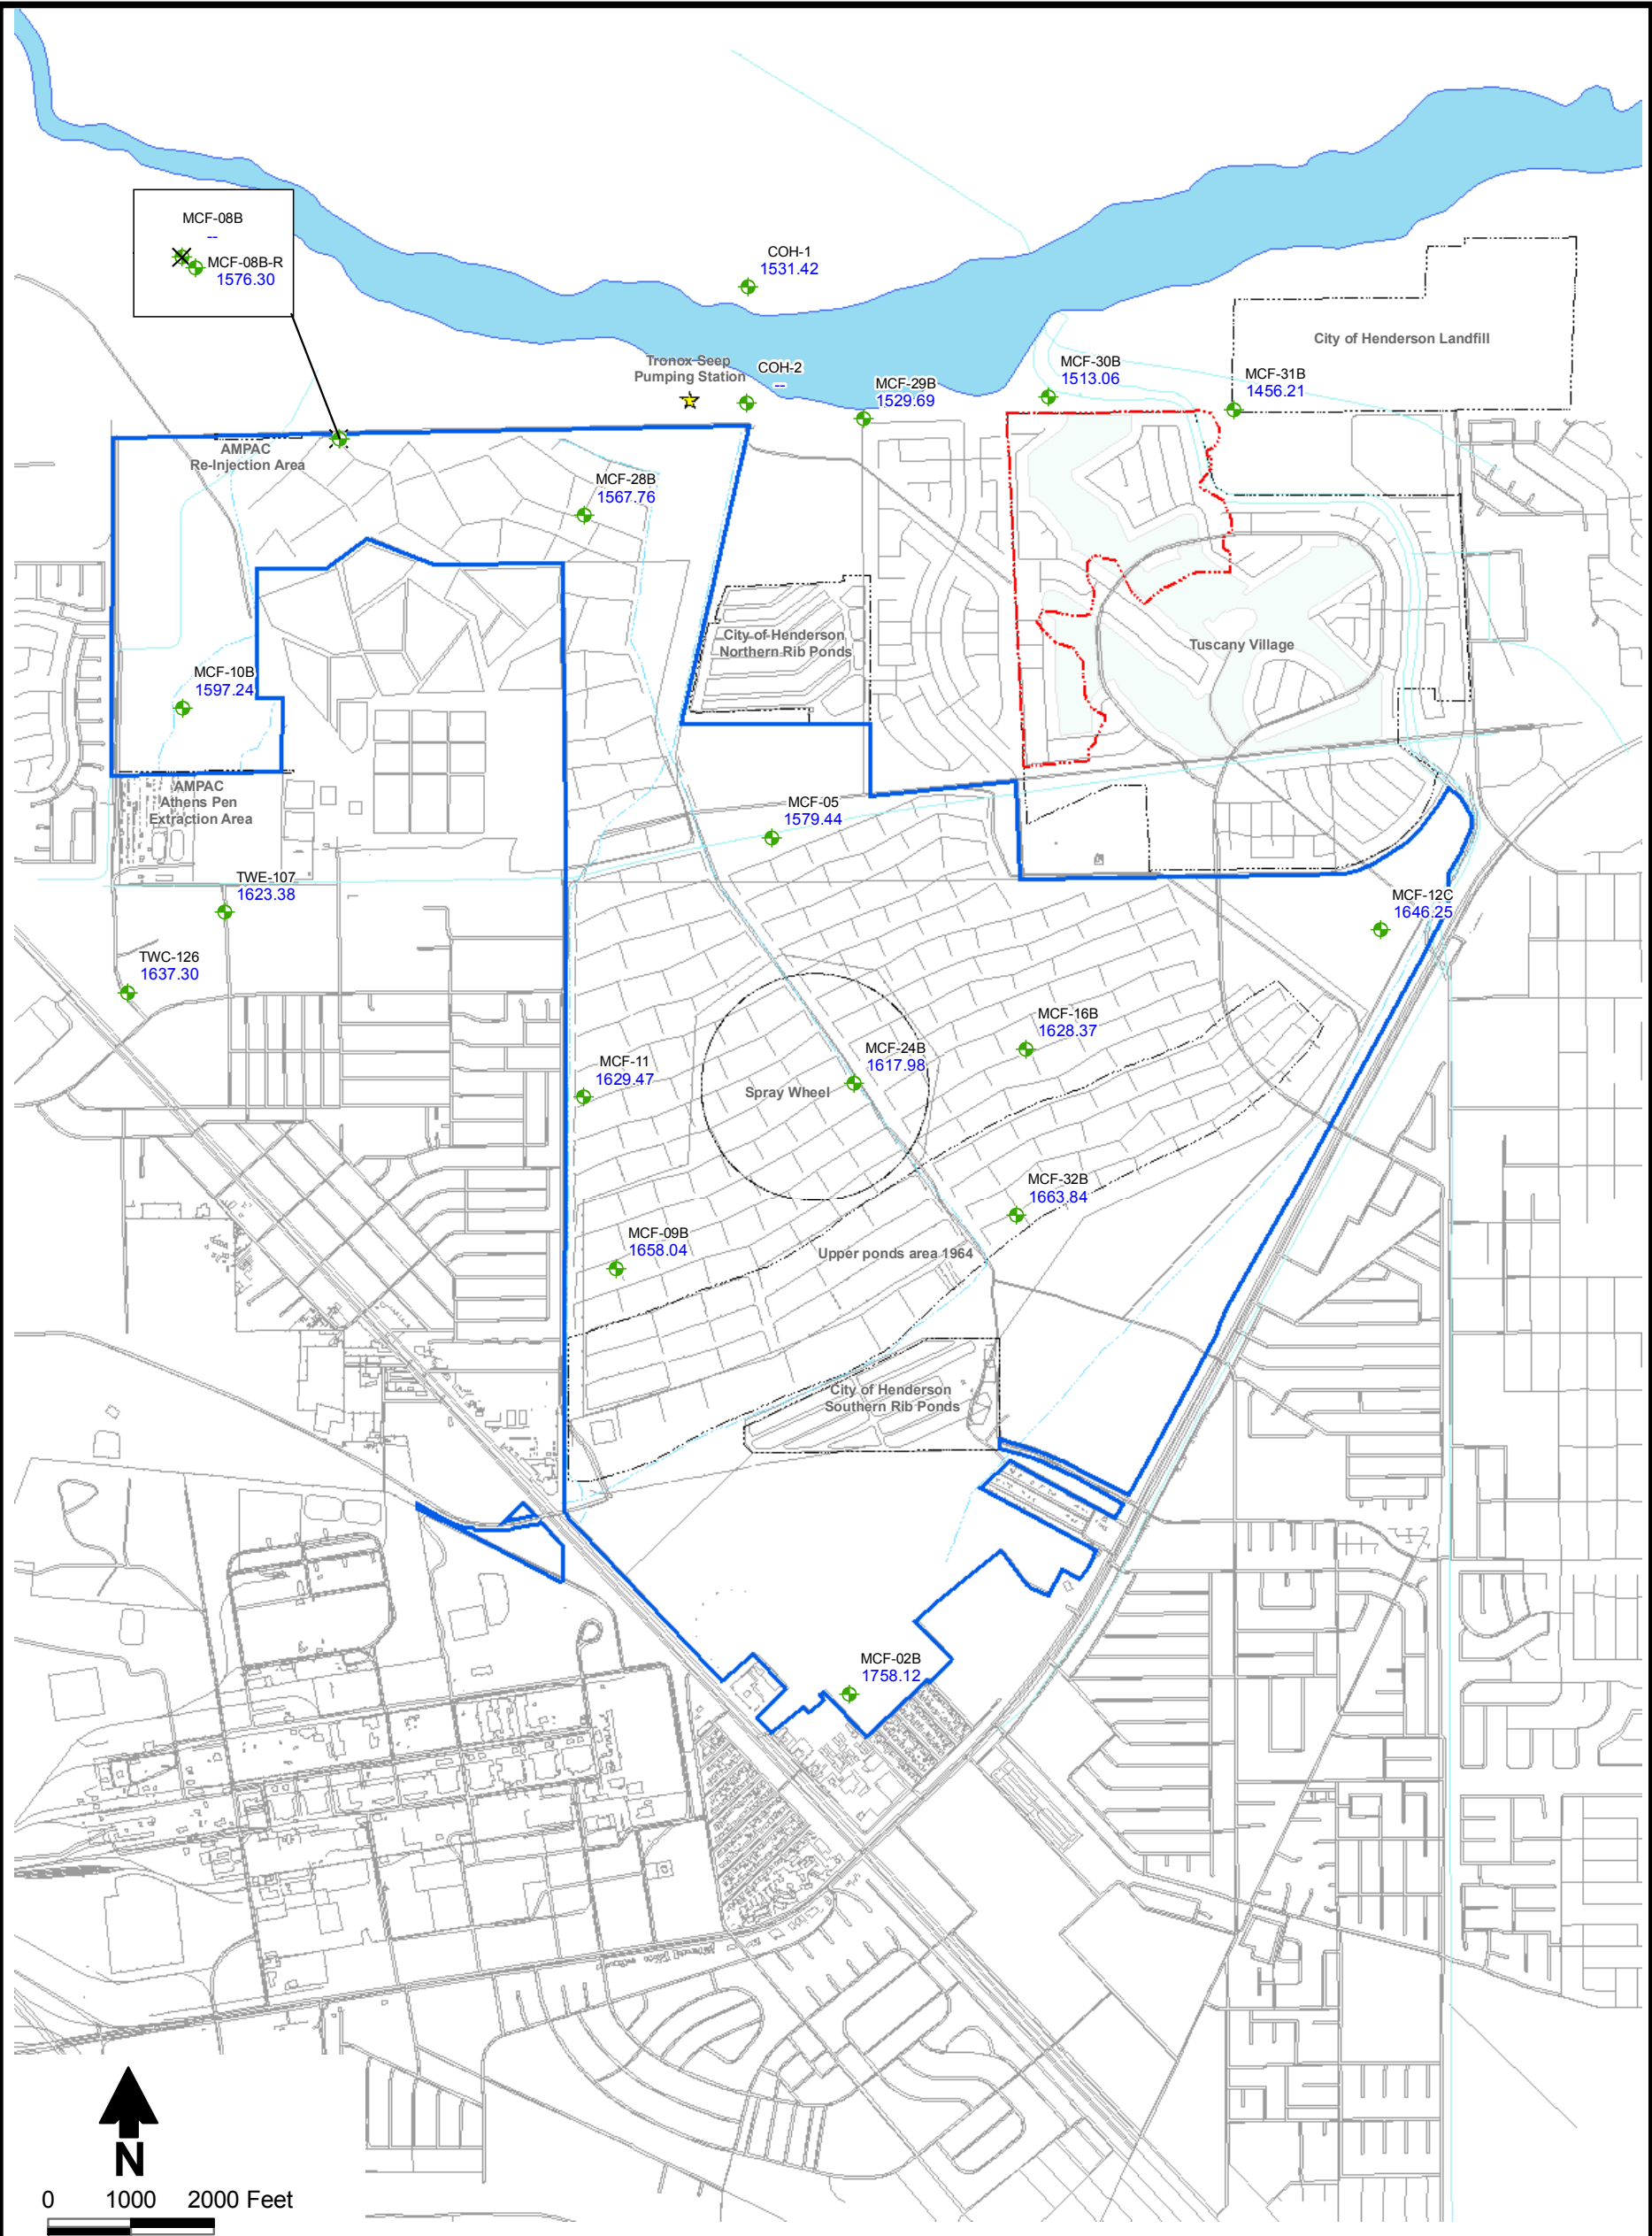 MCF-08B
--
MCF-08B-R
1576.30
COH-1
1531.42
City of Henderson Landfill
Tronox Seep
Pumping Station
COH-2
--
MCF-29B
1529.69
MCF-30B
1513.06
MCF-31B
1456.21
AMPAC
Re-Injection Area
MCF-28B
1567.76
City of Henderson
Northern Rib Ponds
Tuscany Village
MCF-10B
1597.24
AMPAC
Athens Pen
Extraction Area
MCF-05
1579.44
TWE-107
1623.38
MCF-12C
1646.25
TWC-126
1637.30
MCF-16B
1628.37
MCF-24B
1617.98
MCF-11
1629.47
Spray Wheel
MCF-32B
1663.84
MCF-09B
1658.04
Upper ponds area 1964
City of Henderson
Southern Rib Ponds
MCF-02B
1758.12
N
0 1000 2000 Feet